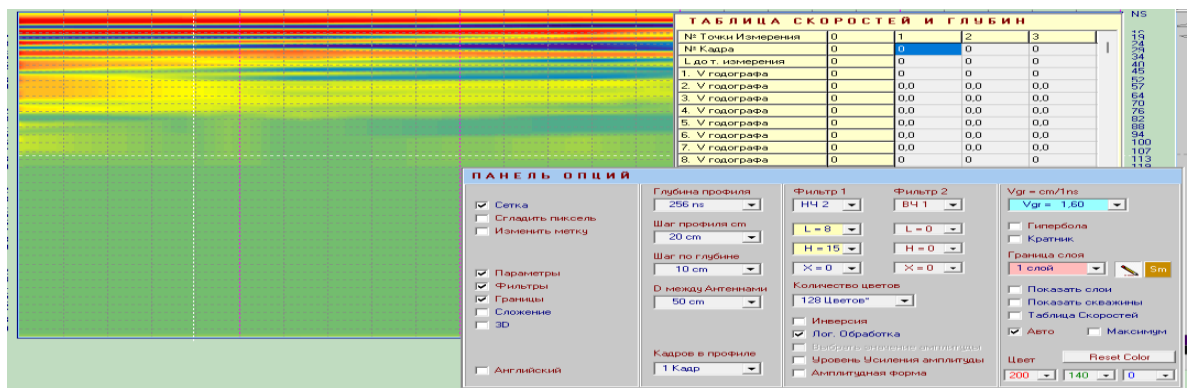 ТАБЛИЦА СКОРОСТЕЙ И ГЛУБИН
№ Точки Измерения 0 1 2 3
№ Кадра 0 0 0 0
L до т. измерения 0 0 0 0
1. V годографа 0 0 0 0
2. V годографа 0 0,0 0,0 0,0
3. V годографа 0 0,0 0,0 0,0
4. V годографа 0 0,0 0,0 0,0
5. V годографа 0 0,0 0,0 0,0
6. V годографа 0 0,0 0,0 0,0
7. V годографа 0 0,0 0,0 0,0
8. V годографа 0 0 0 0
NS
19
24
29
34
40
45
52
57
64
70
76
82
88
94
100
107
113
ПАНЕЛЬ ОПЦИЙ
Сетка
Сгладить пиксель
Изменить метку
Параметры
Фильтры
Границы
Сложение
3D
Английский
Глубина профиля
256 ns
Шаг профиля cm
20 cm
Шаг по глубине
10 cm
D между Антеннами
50 cm
Кадров в профиле
1 Кадр
Фильтр 1 Фильтр 2
НЧ 2 ВЧ 1
L = 8 L = 0
H = 15 H = 0
X = 0 X = 0
Количество цветов
128 Цветов*
Инверсия
Лог. Обработка
Выбрать значение амплитуды
Уровень Усиления амплитуды
Амплитудная форма
Vgr = cm/1ns
Vgr = 1,60
Гипербола
Кратник
Граница слоя
1 слой Sm
Показать слои
Показать скважины
Таблица Скоростей
Авто Максимум
Цвет Reset Color
200 140 0